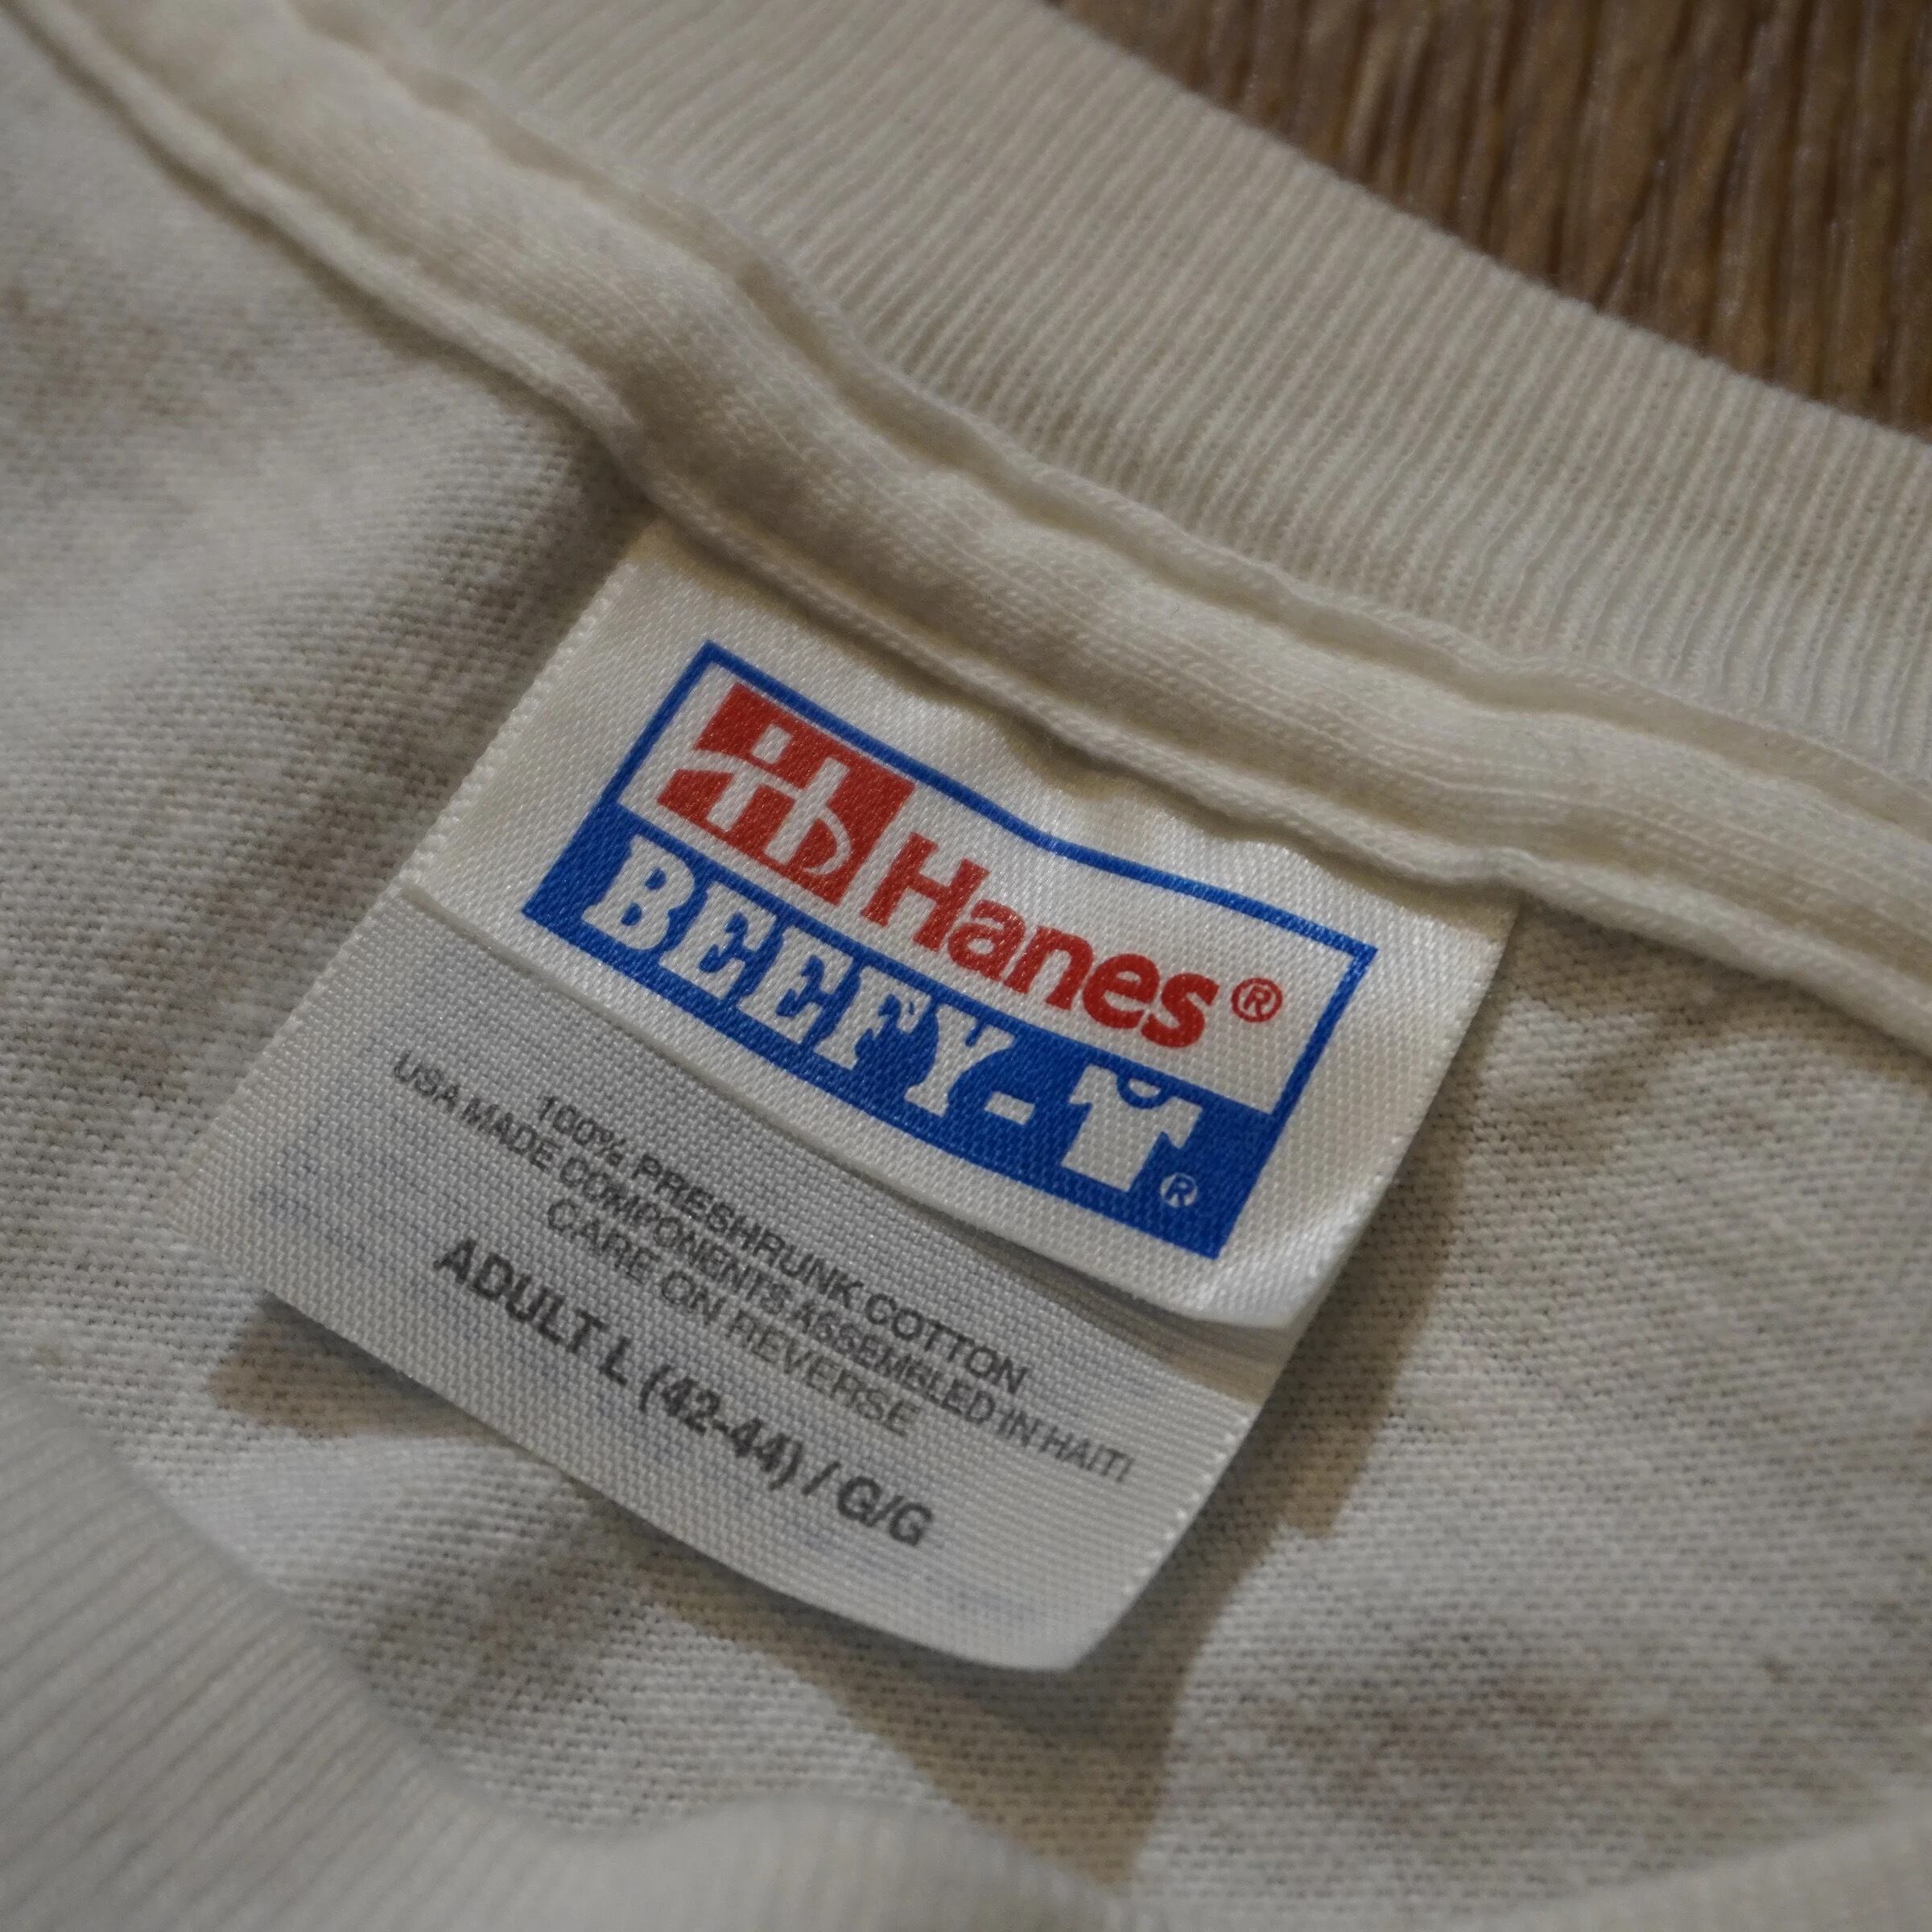 Hanes®
BEEFY-T®
100% PRESHRUNK COTTON
USA MADE COMPONENTS ASSEMBLED IN HAITI
CARE ON REVERSE
ADULT L (42-44) / G/G